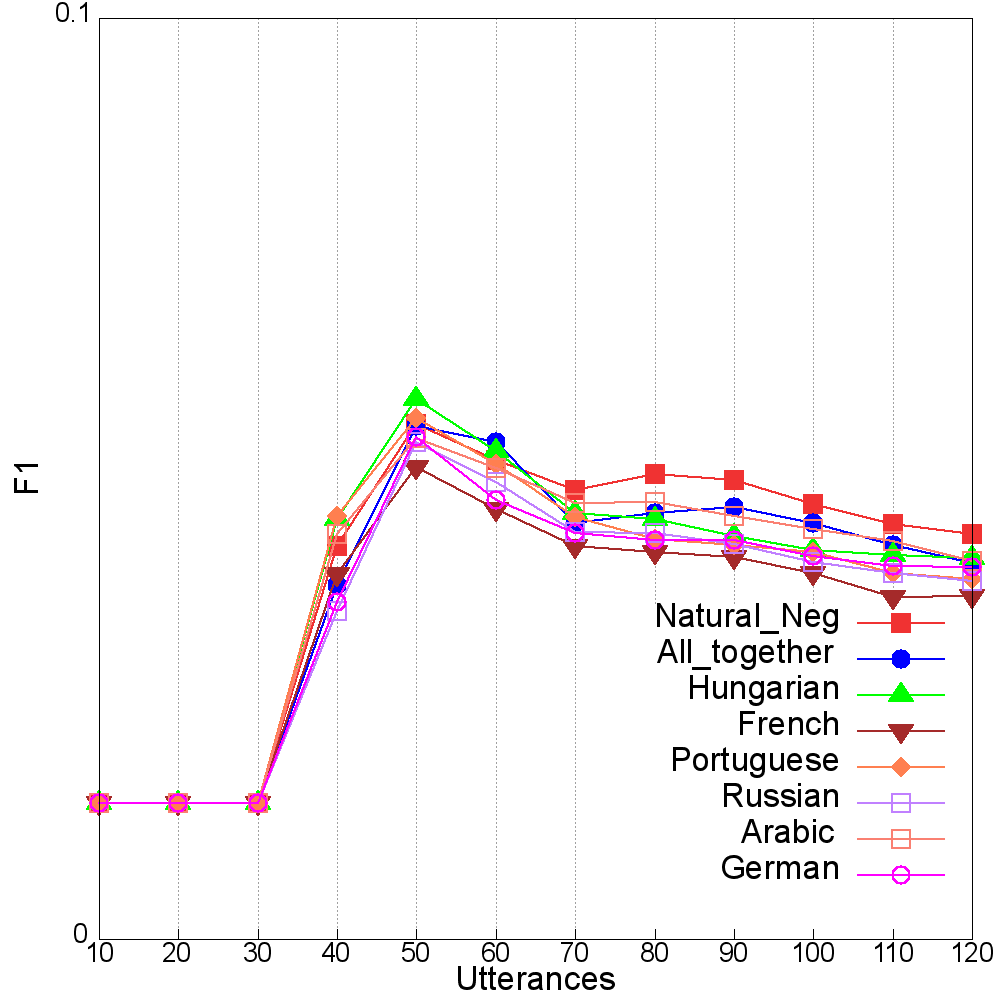 0.1
F1
Natural_Neg
All_together
Hungarian
French
Portuguese
Russian
Arabic
German
0
10 20 30 40 50 60 70 80 90 100 110 120
Utterances